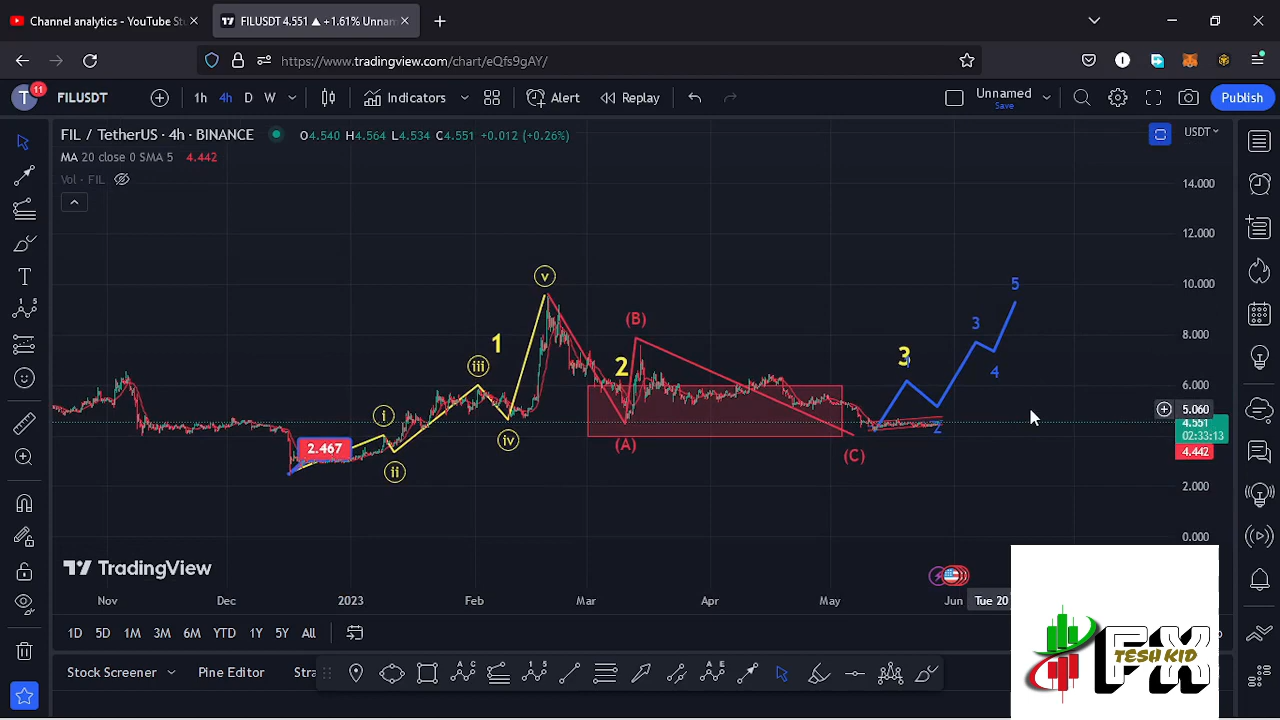 Channel analytics - YouTube St
FILUSDT 4.551 ▲ +1.61% Unnam
https://www.tradingview.com/chart/eQfs9gAY/
T
11
FILUSDT
1h
4h
D
W
Indicators
Alert
Replay
Unnamed
Save
Publish
FIL / TetherUS · 4h · BINANCE
O4.540 H4.564 L4.534 C4.551 +0.012 (+0.26%)
USDT
MA 20 close 0 SMA 5 4.442
Vol · FIL
14.000
12.000
10.000
8.000
6.000
5.060
4.551
02:33:13
4.442
2.000
0.000
v
5
(B)
3
1
3
iii
2
4
i
2
iv
(A)
2.467
(C)
ii
TradingView
Nov
Dec
2023
Feb
Mar
Apr
May
Jun
Tue 20
1D
5D
1M
3M
6M
YTD
1Y
5Y
All
Stock Screener
Pine Editor
Stra
FX
TESH KID